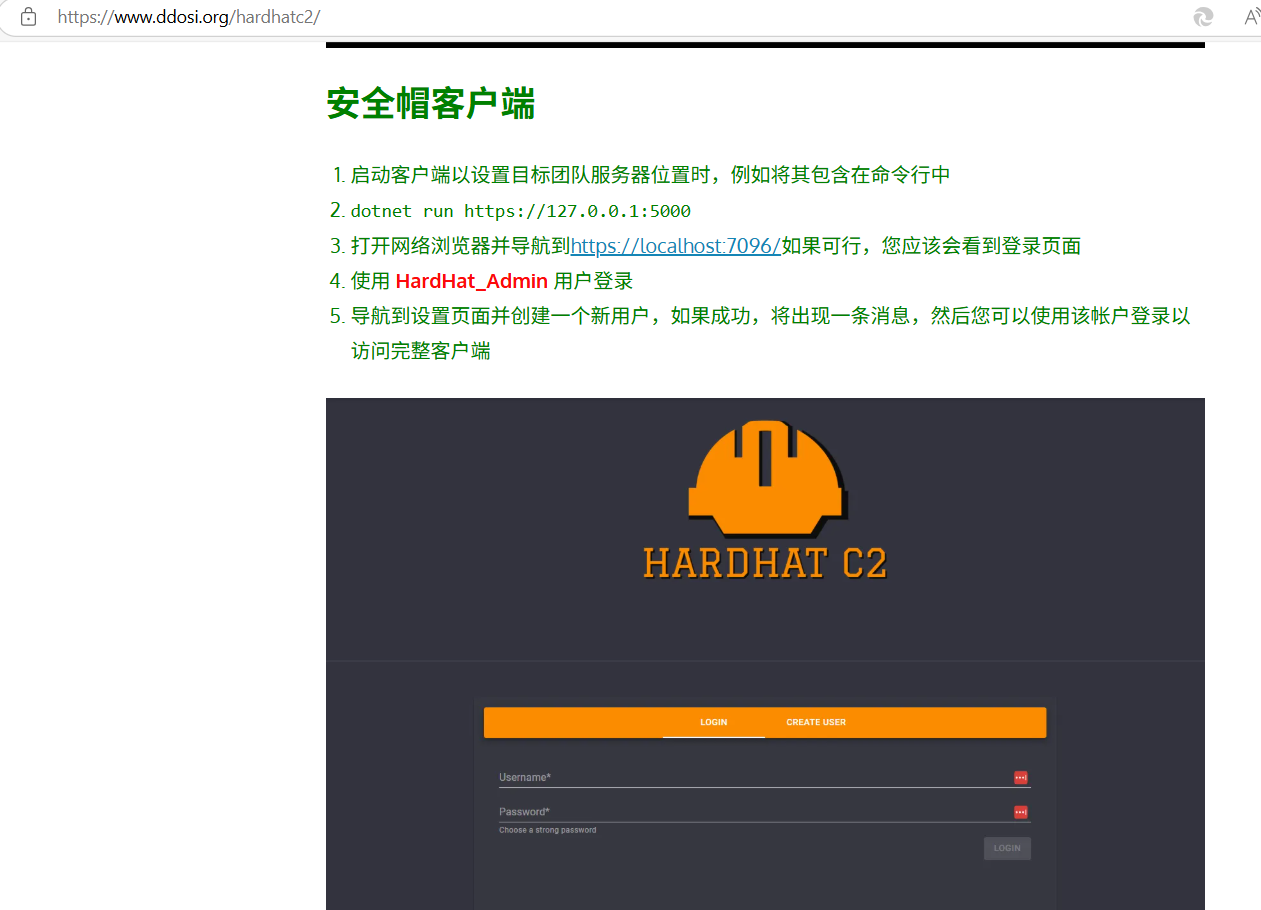 https://www.ddosi.org/hardhatc2/
A
安全帽客户端
1. 启动客户端以设置目标团队服务器位置时，例如将其包含在命令行中
2. dotnet run https://127.0.0.1:5000
3. 打开网络浏览器并导航到https://localhost:7096/如果可行，您应该会看到登录页面
4. 使用 HardHat_Admin 用户登录
5. 导航到设置页面并创建一个新用户，如果成功，将出现一条消息，然后您可以使用该帐户登录以
访问完整客户端
HARDHAT C2
LOGIN CREATE USER
Username*
Password*
Choose a strong password
LOGIN